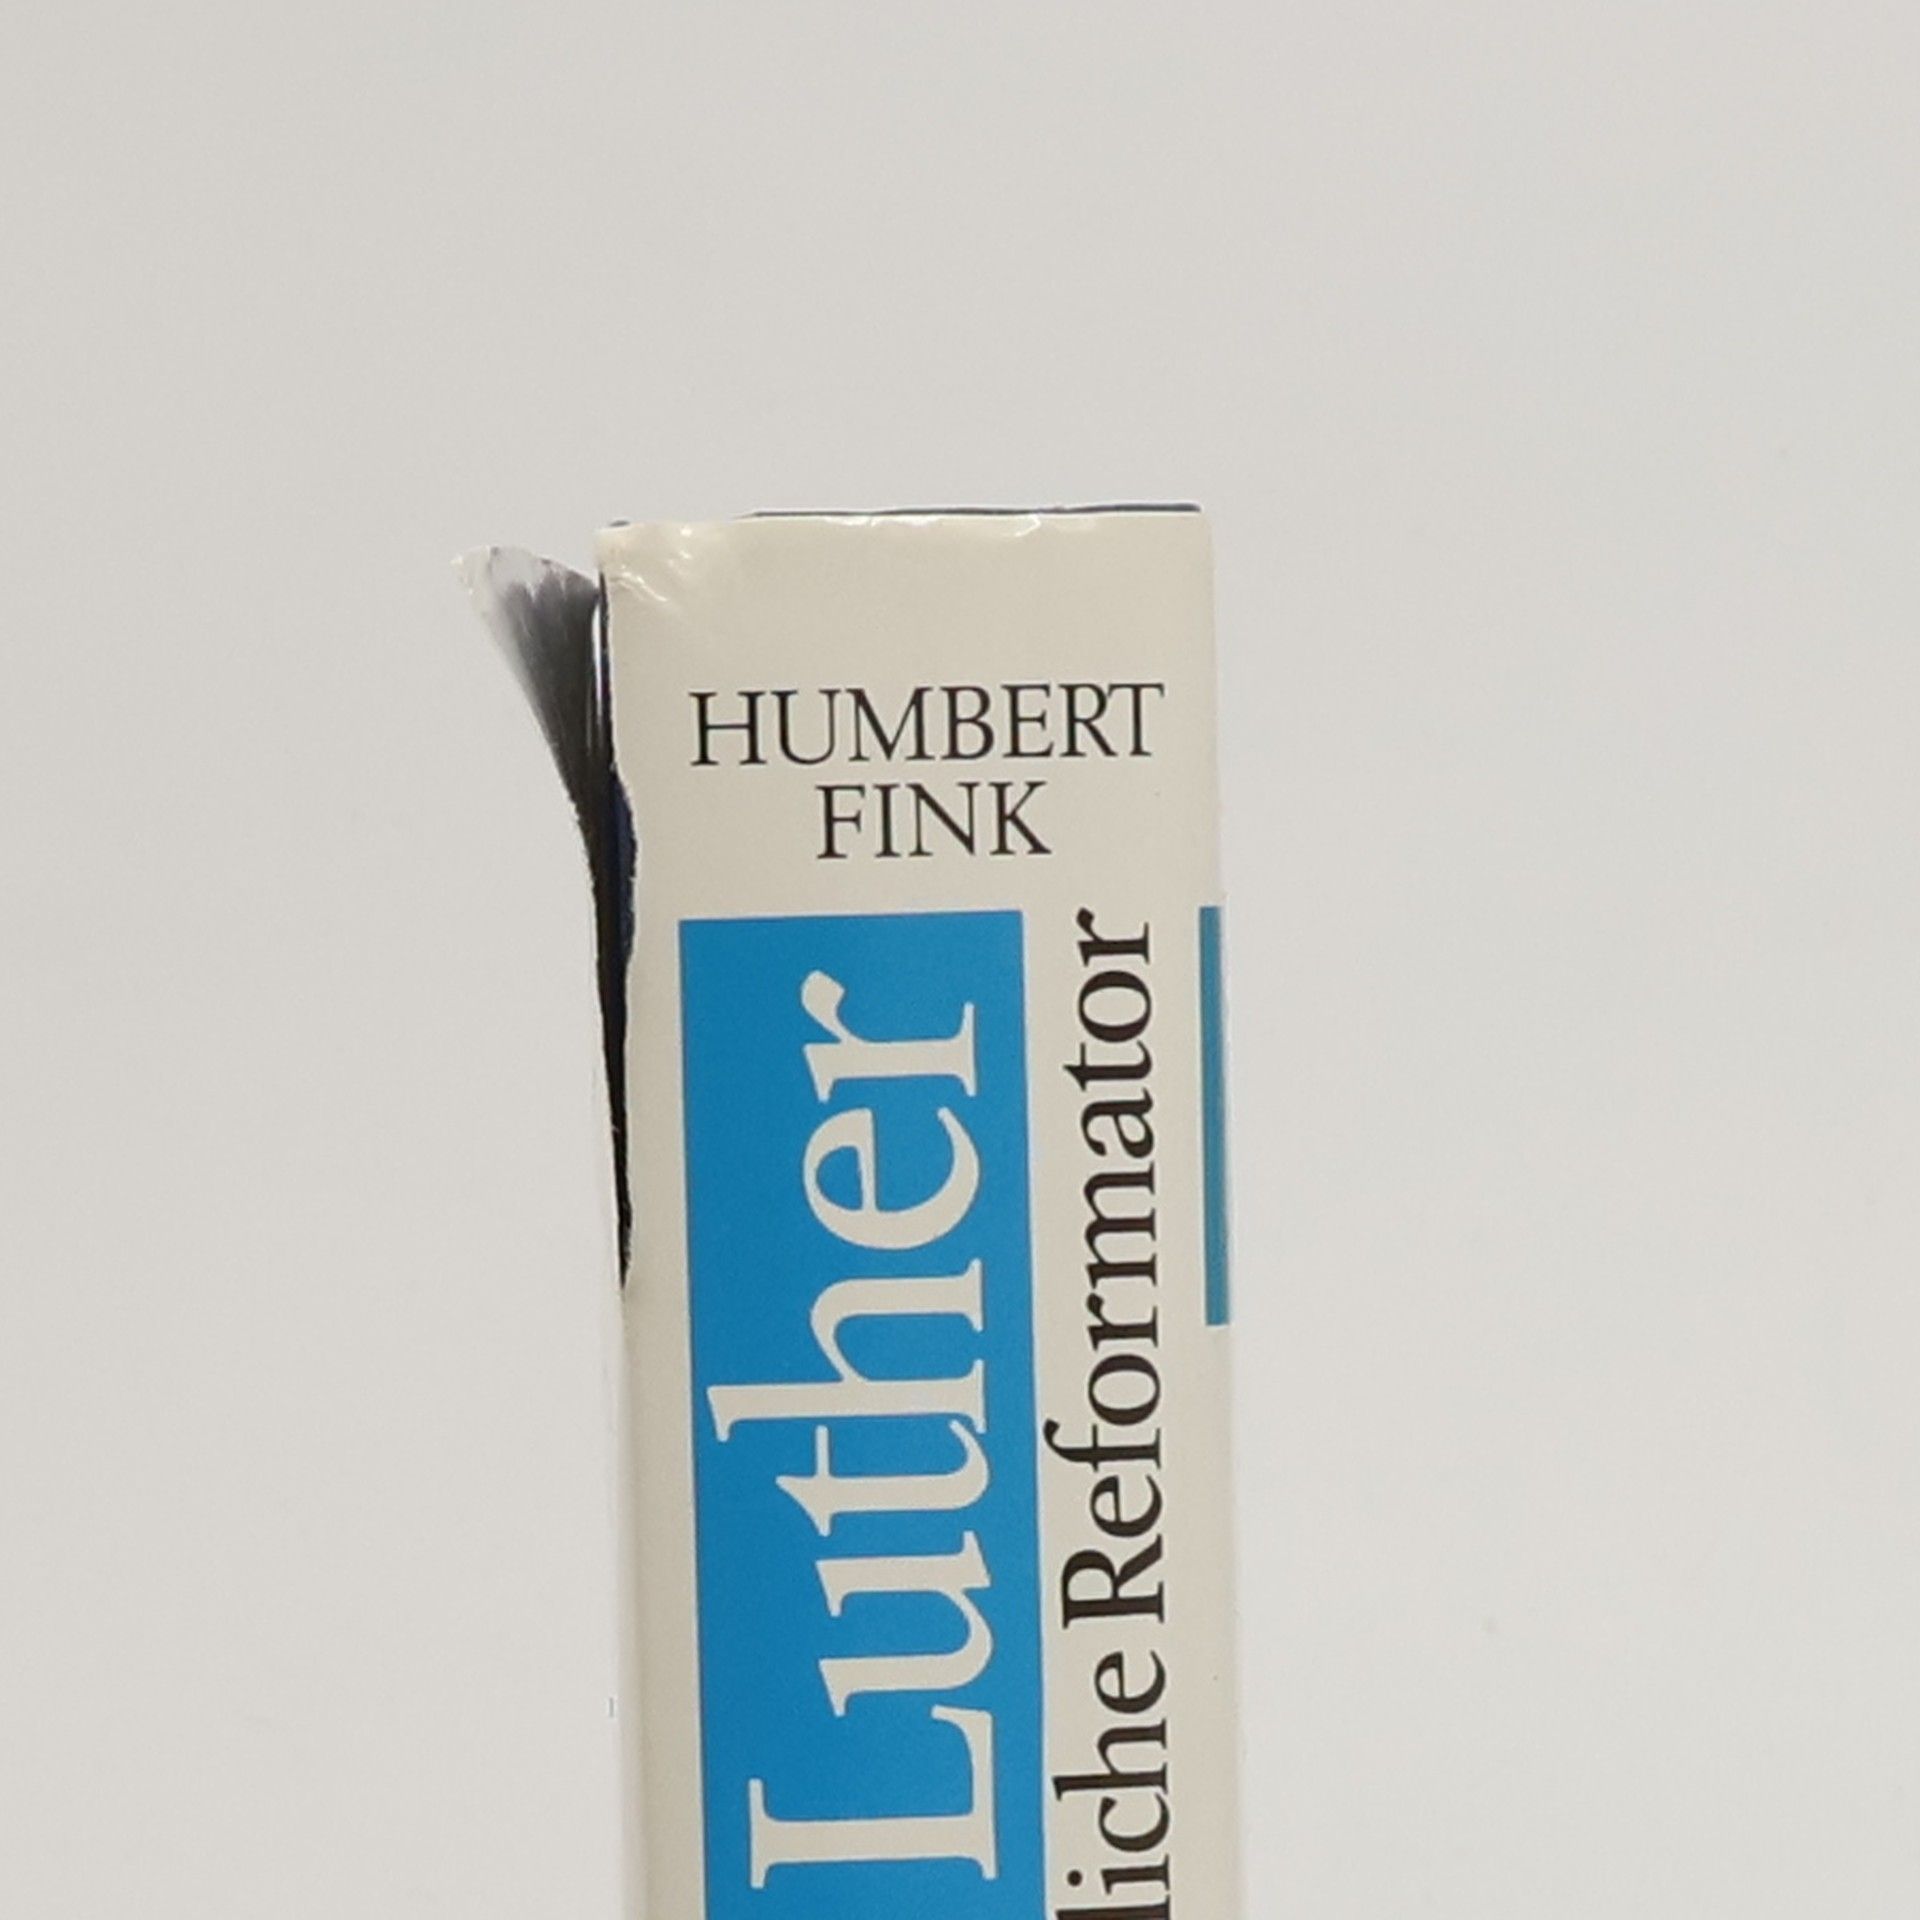 HUMBERT
FINK
Luther
liche Reformator